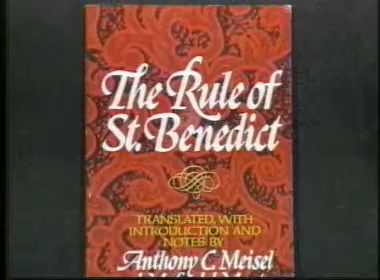 The Rule of
St. Benedict
TRANSLATED, WITH
INTRODUCTION AND
NOTES BY
Anthony C. Meisel